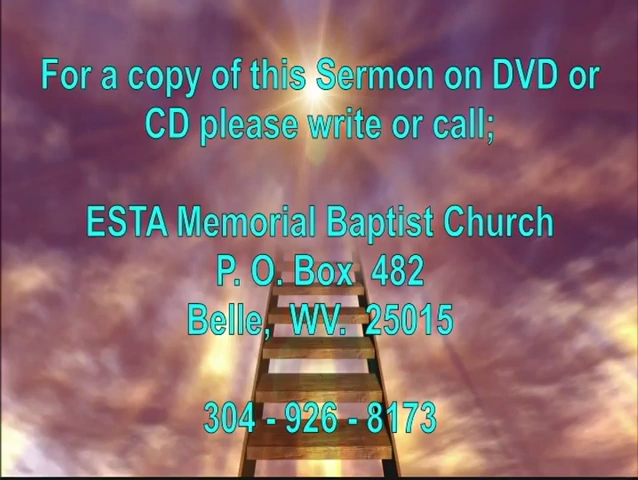 For a copy of this Sermon on DVD or
CD please write or call;
ESTA Memorial Baptist Church
P. O. Box 482
Belle, WV. 25015
304 - 926 - 8173